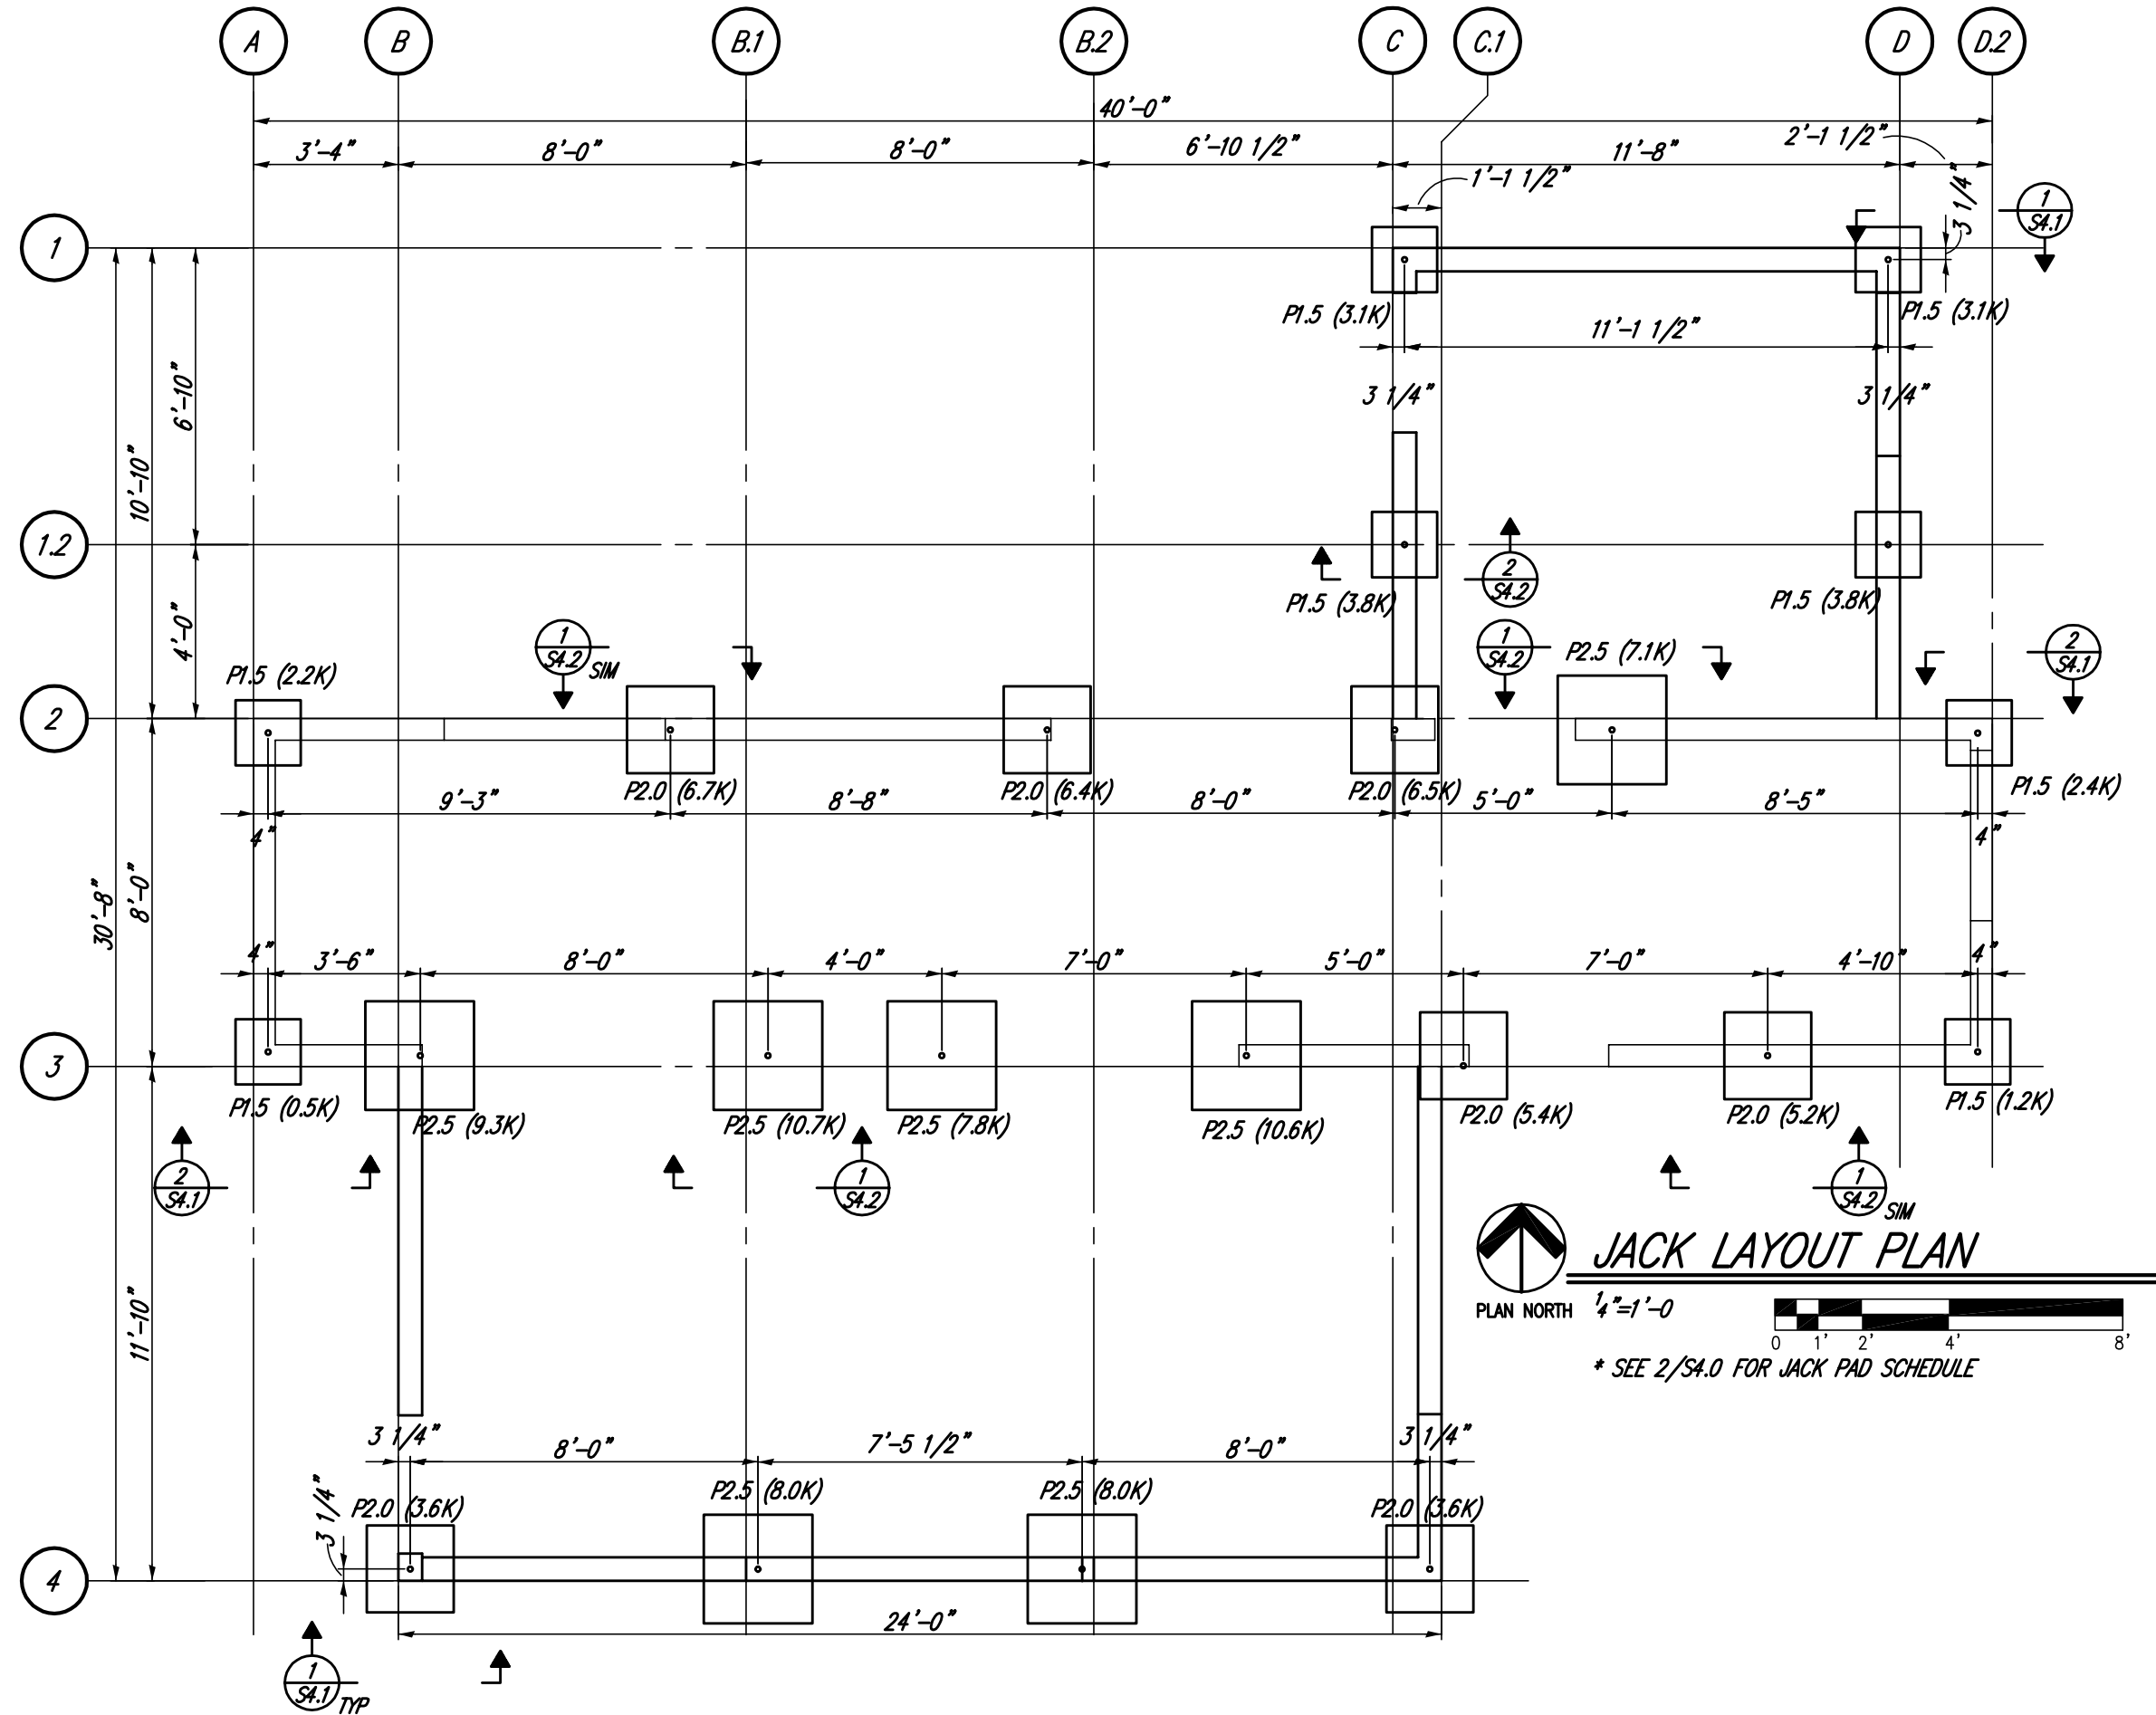 A B B.1 B.2 C C.1 D D.2
40'-0"
3'-4" 8'-0" 8'-0" 6'-10 1/2" 11'-8" 2'-1 1/2"
1'-1 1/2"
3 1/4"
1
S4.1
1
P1.5 (3.1K) P1.5 (3.1K)
11'-1 1/2"
3 1/4" 3 1/4"
6'-10"
10'-10"
1.2
2
S4.2
P1.5 (3.8K) P1.5 (3.8K)
4'-0"
1
S4.2
SIM
1
S4.2
P2.5 (7.1K)
2
S4.1
P1.5 (2.2K)
2
P2.0 (6.7K) P2.0 (6.4K) P2.0 (6.5K) P1.5 (2.4K)
9'-3" 8'-8" 8'-0" 5'-0" 8'-5"
4" 4"
30'-8"
8'-0"
4" 3'-6" 8'-0" 4'-0" 7'-0" 5'-0" 7'-0" 4'-10" 4"
3
P1.5 (0.5K) P2.5 (9.3K) P2.5 (10.7K) P2.5 (7.8K) P2.5 (10.6K) P2.0 (5.4K) P2.0 (5.2K) P1.5 (1.2K)
2
S4.1
1
S4.2
1
S4.2
SIM
JACK LAYOUT PLAN
PLAN NORTH
1/4"=1'-0
0 1' 2' 4' 8'
* SEE 2/S4.0 FOR JACK PAD SCHEDULE
11'-10"
3 1/4" 8'-0" 7'-5 1/2" 8'-0" 3 1/4"
3 1/4"
P2.0 (3.6K) P2.5 (8.0K) P2.5 (8.0K) P2.0 (3.6K)
4
24'-0"
1
S4.1
TYP